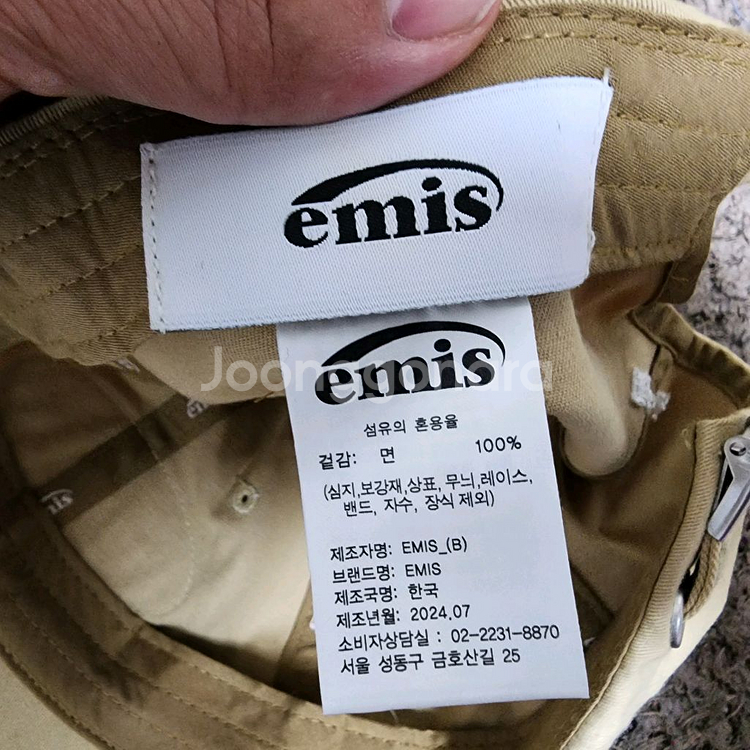 emis
emis
Joonggonara
섬유의 혼용율
겉감: 면 100%
(심지,보강재,상표, 무늬,레이스,
밴드, 자수, 장식 제외)
제조자명: EMIS_(B)
브랜드명: EMIS
제조국명: 한국
제조년월: 2024.07
소비자상담실 : 02-2231-8870
서울 성동구 금호산길 25
emis